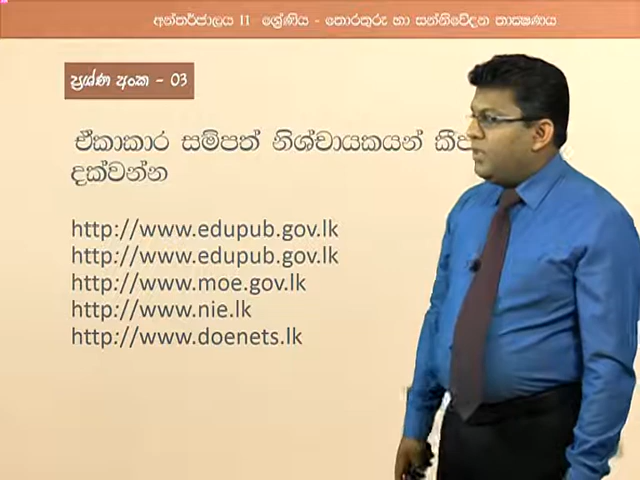 අන්තර්ජාලය 11 ශ්‍රේණිය - තොරතුරු හා සන්නිවේදන තාක්ෂණය
ප්‍රශ්ණ අංක - 03
ඒකාකාර සම්පත් නිශ්චායකයන්
දක්වන්න
http://www.edupub.gov.lk
http://www.edupub.gov.lk
http://www.moe.gov.lk
http://www.nie.lk
http://www.doenets.lk